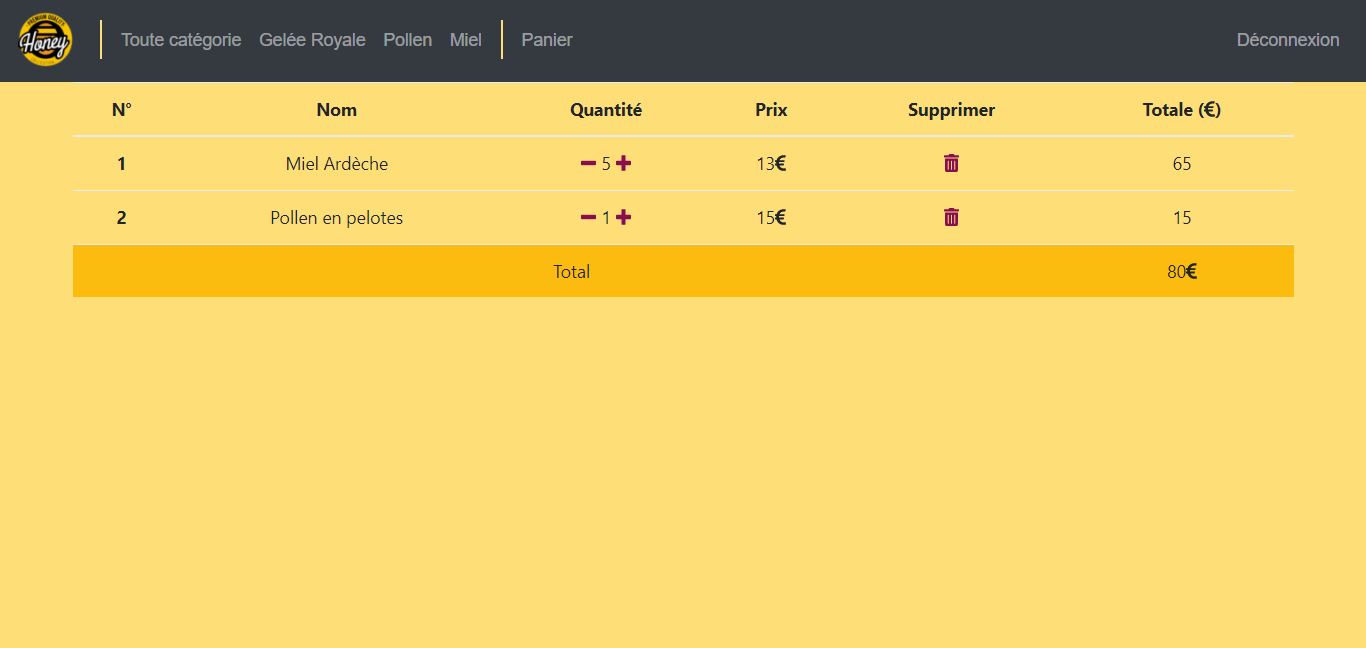 PREMIUM QUALITY
Honey
Toute catégorie Gelée Royale Pollen Miel Panier Déconnexion
N° Nom Quantité Prix Supprimer Totale (€)
1 Miel Ardèche 5 13€ 65
2 Pollen en pelotes 1 15€ 15
Total 80€